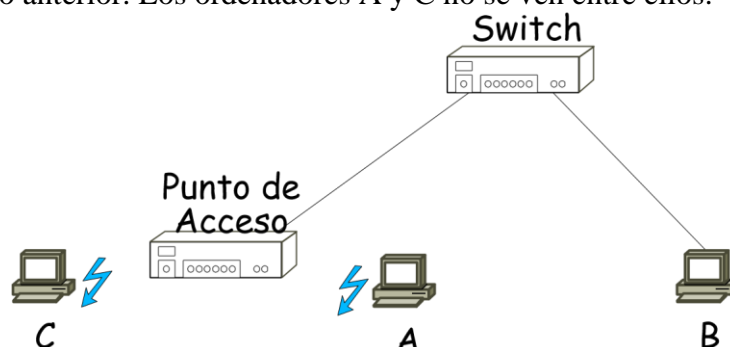 anterior. Los ordenadores A y C no se ven entre ellos.
Switch
Punto de
Acceso
C
A
B